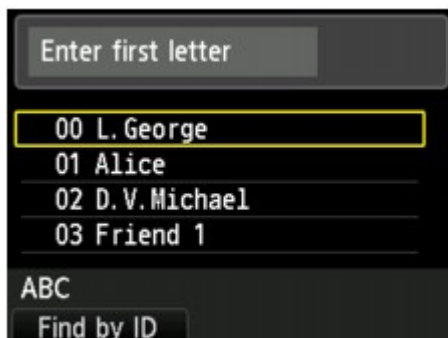 Enter first letter
00 L.George
01 Alice
02 D.V.Michael
03 Friend 1
ABC
Find by ID